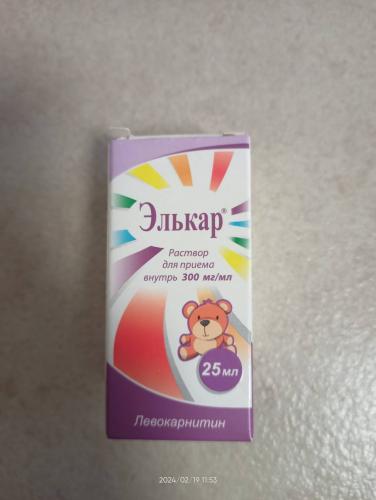 Элькар®
Раствор
для приема
внутрь 300 мг/мл
25 мл
Левокарнитин
2024/02/19 11:53